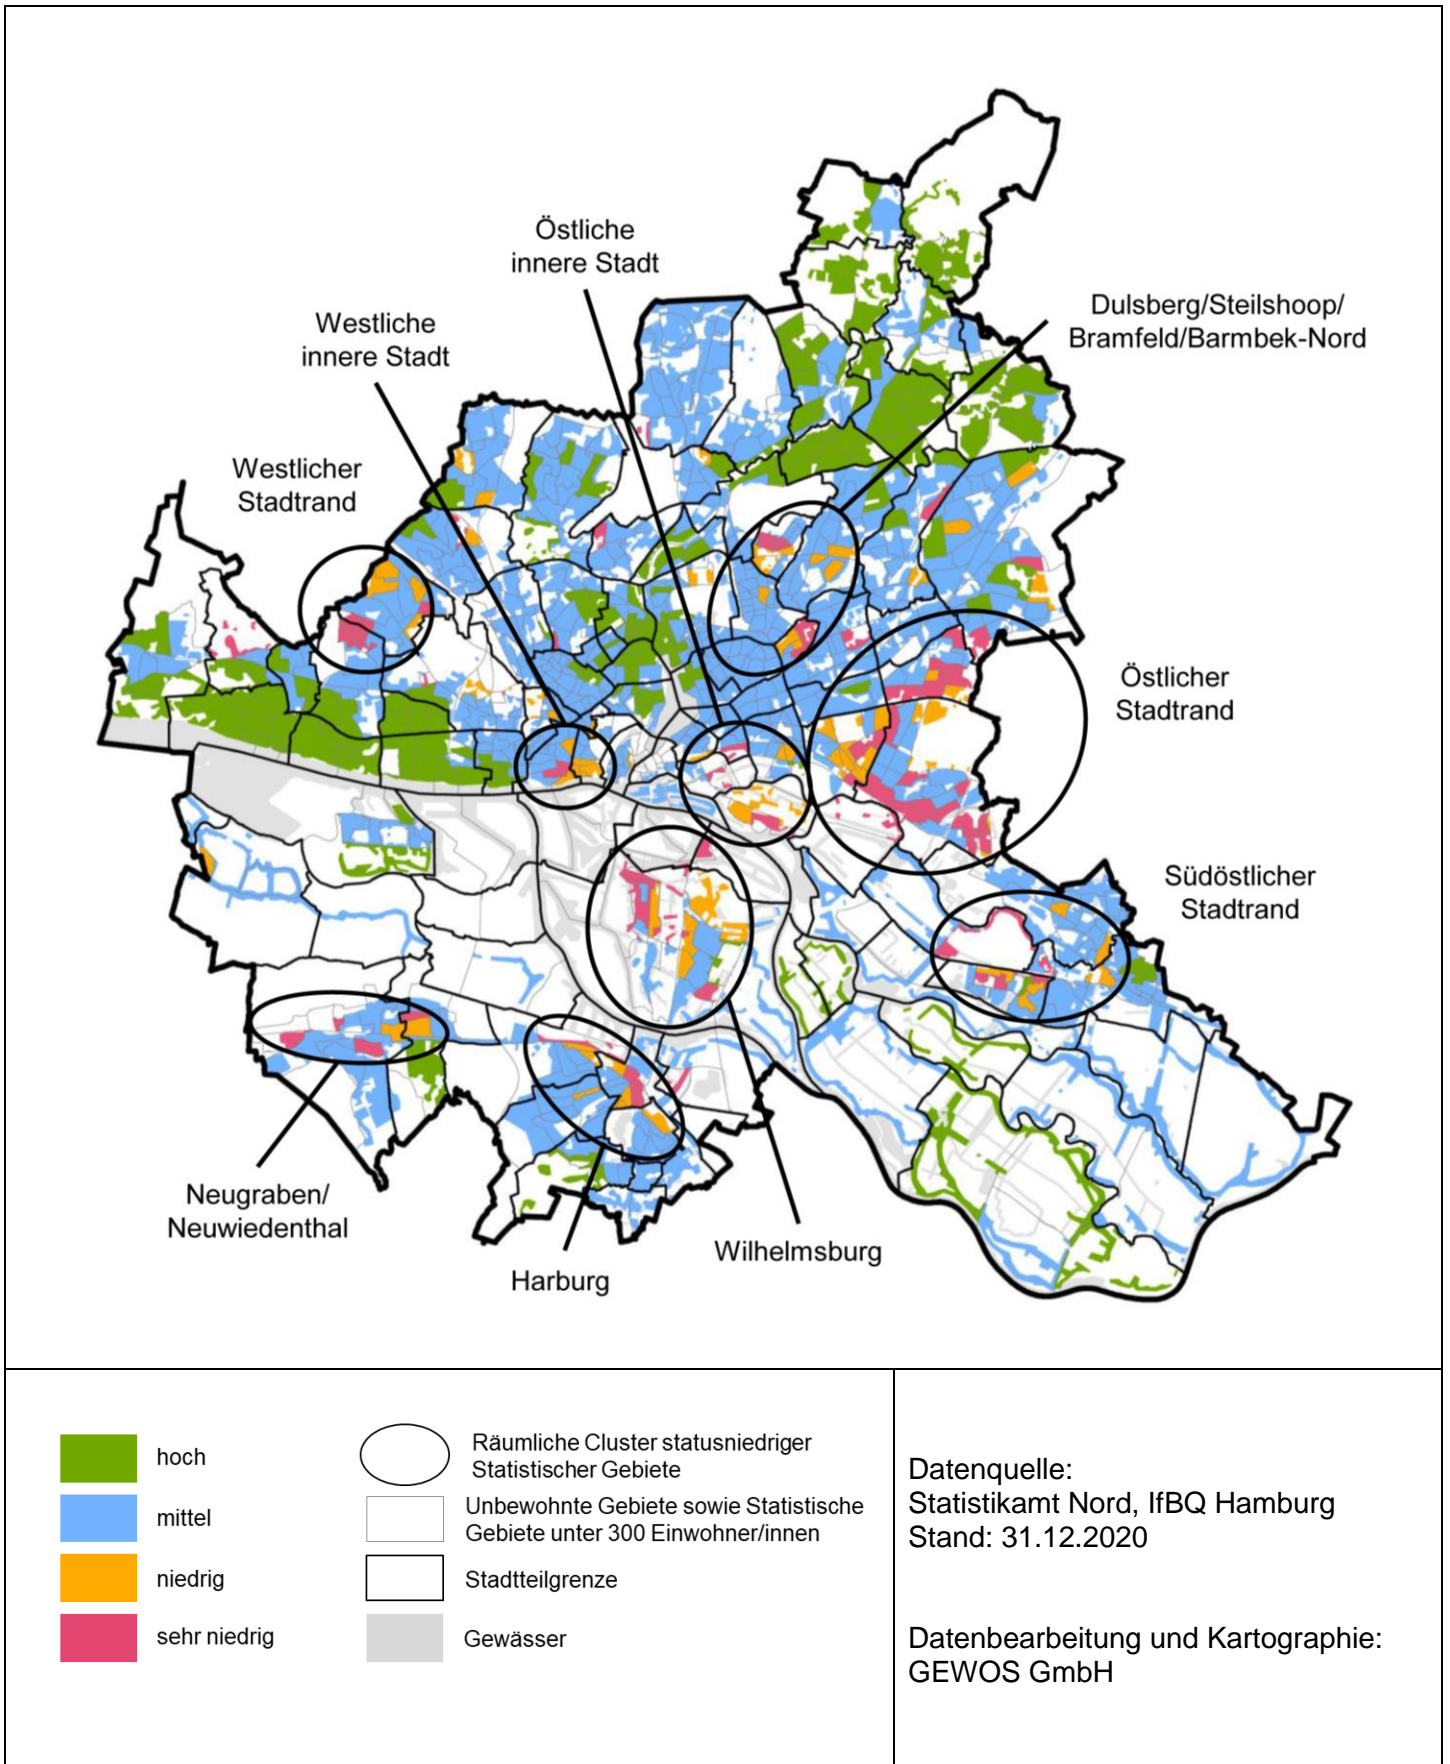 Östliche
innere Stadt
Westliche
innere Stadt
Dulsberg/Steilshoop/
Bramfeld/Barmbek-Nord
Westlicher
Stadtrand
Östlicher
Stadtrand
Südöstlicher
Stadtrand
Neugraben/
Neuwiedenthal
Harburg
Wilhelmsburg
hoch
mittel
niedrig
sehr niedrig
Räumliche Cluster statusniedriger
Statistischer Gebiete
Unbewohnte Gebiete sowie Statistische
Gebiete unter 300 Einwohner/innen
Stadtteilgrenze
Gewässer
Datenquelle:
Statistikamt Nord, IfBQ Hamburg
Stand: 31.12.2020
Datenbearbeitung und Kartographie:
GEWOS GmbH